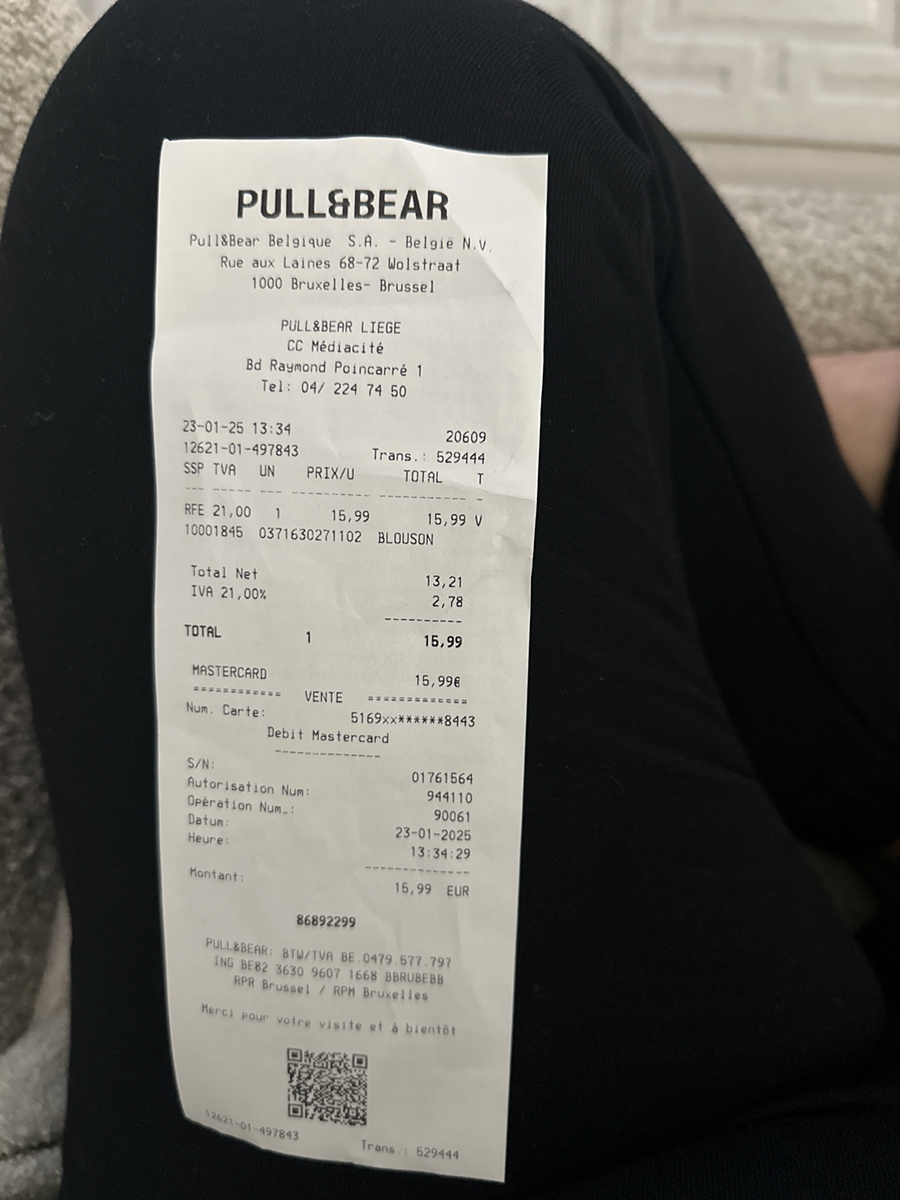 PULL&BEAR
Pull&Bear Belgique S.A. - België N.V.
Rue aux Laines 68-72 Wolstraat
1000 Bruxelles- Brussel
PULL&BEAR LIEGE
CC Médiacité
Bd Raymond Poincarré 1
Tel: 04/ 224 74 50
23-01-25 13:34 20609
12621-01-497843 Trans.: 529444
SSP TVA UN PRIX/U TOTAL T
--- ----- --- ---------- ----------- -
RFE 21,00 1 15,99 15,99 V
10001845 0371630271102 BLOUSON
Total Net 13,21
IVA 21,00% 2,78
----------
TOTAL 1 15,99
MASTERCARD 15,99€
============ VENTE =============
Num. Carte: 5169xx******8443
Debit Mastercard
--------------
S/N: 01761564
Autorisation Num: 944110
Opération Num.: 90061
Datum: 23-01-2025
Heure: 13:34:29
--------------
Montant: 15,99 EUR
86892299
PULL&BEAR: BTW/TVA BE.0479.577.797
ING BE82 3630 9607 1668 BBRUBEBB
RPR Brussel / RPM Bruxelles
Merci pour votre visite et à bientôt
12621-01-497843 Trans.: 529444